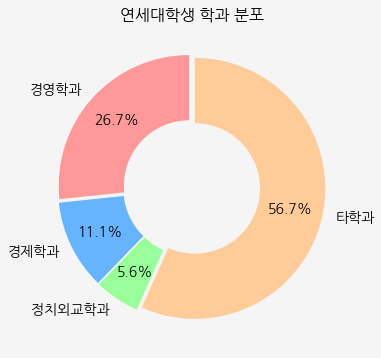 연세대학생 학과 분포
경영학과
26.7%
경제학과
11.1%
정치외교학과
5.6%
타학과
56.7%